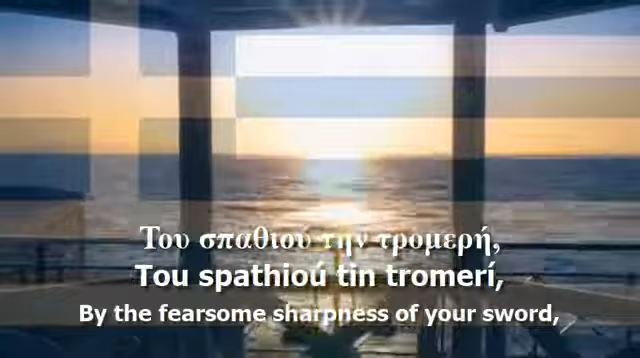 Του σπαθιού την τρομερή,
Tou spathioú tin tromerí,
By the fearsome sharpness of your sword,